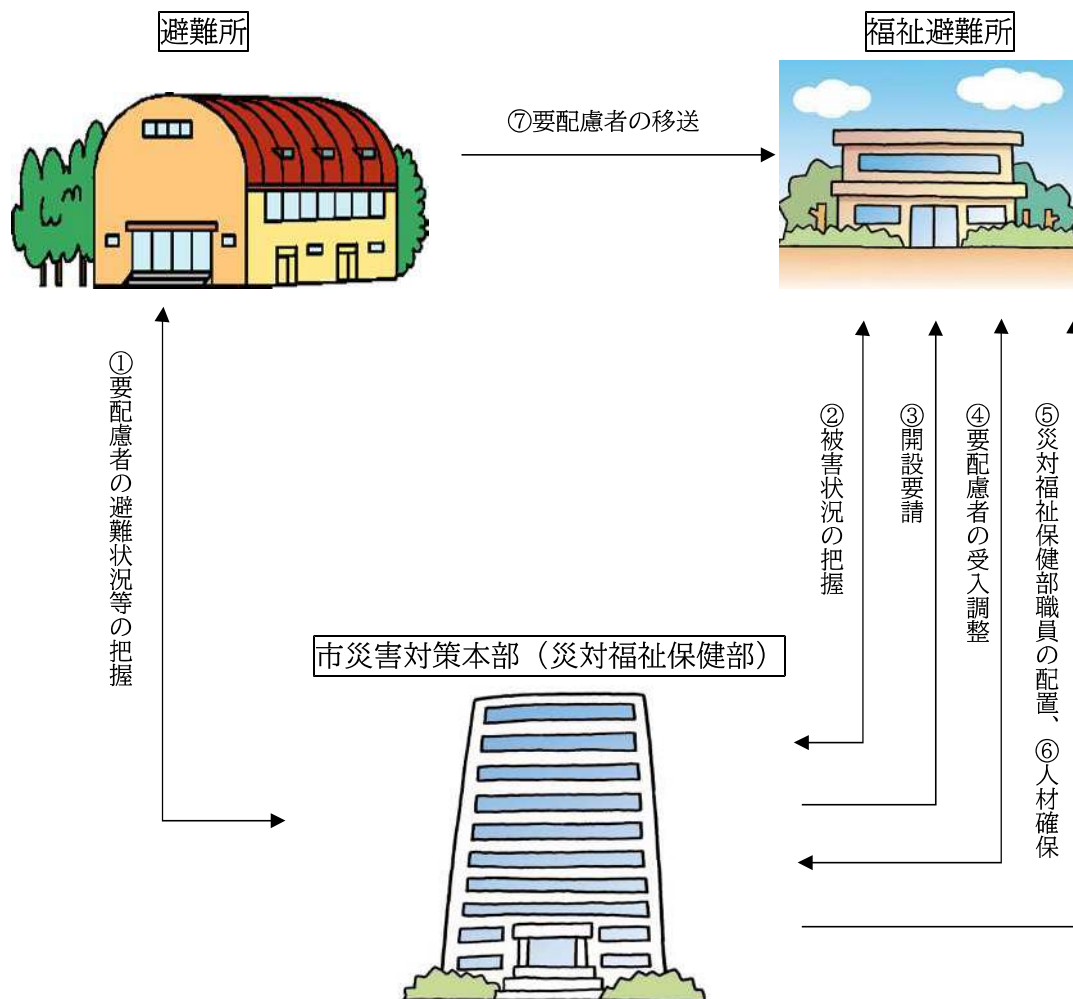 避難所
福祉避難所
⑦要配慮者の移送
①要配慮者の避難状況等の把握
②被害状況の把握
③開設要請
④要配慮者の受入調整
⑤災対福祉保健部職員の配置、⑥人材確保
市災害対策本部（災対福祉保健部）